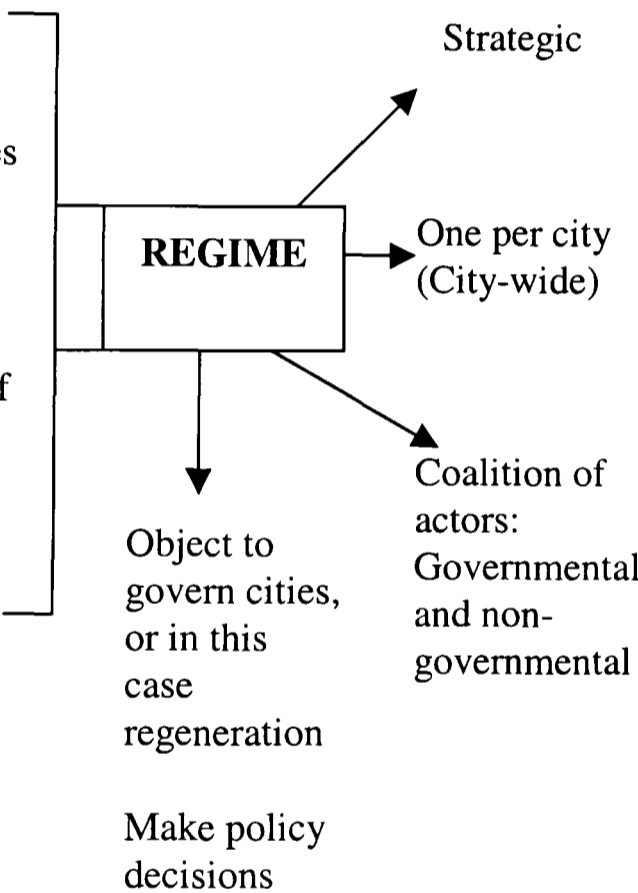 Strategic
REGIME
One per city
(City-wide)
Coalition of
actors:
Governmental
and non-
governmental
Object to
govern cities,
or in this
case
regeneration
Make policy
decisions